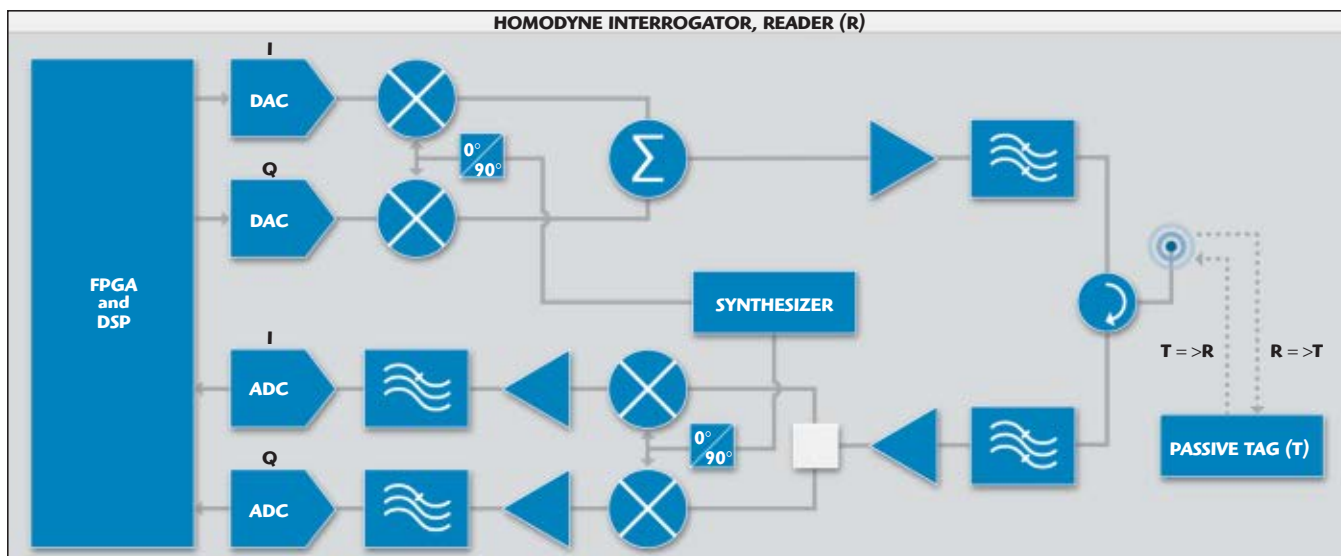 HOMODYNE INTERROGATOR, READER (R)
I
DAC
0°
90°
Σ
Q
DAC
FPGA
and
DSP
SYNTHESIZER
I
ADC
T = >R
R = >T
0°
90°
PASSIVE TAG (T)
Q
ADC